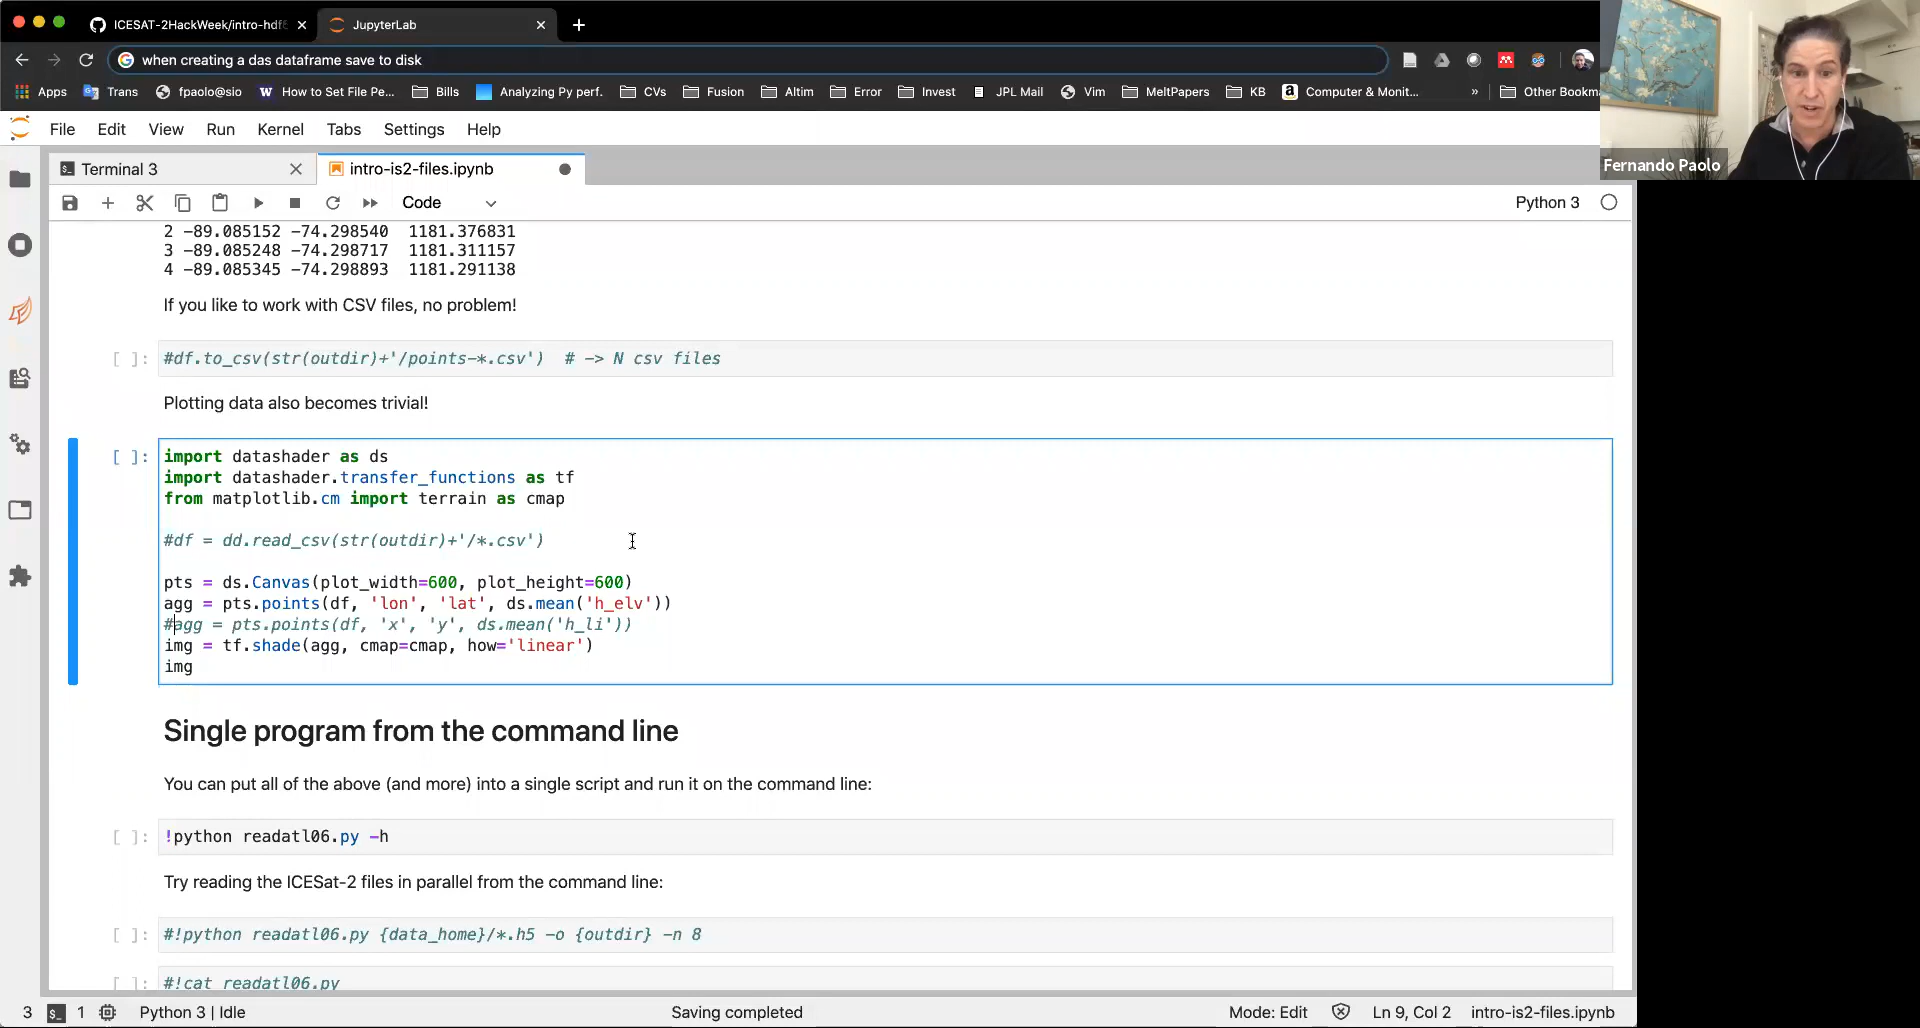 ICESAT-2HackWeek/intro-hdf5
JupyterLab
when creating a das dataframe save to disk
Apps
Trans
fpaolo@sio
How to Set File Pe...
Bills
Analyzing Py perf.
CVs
Fusion
Altim
Error
Invest
JPL Mail
Vim
MeltPapers
KB
Computer & Monit...
»
Other Bookma
Fernando Paolo
File Edit View Run Kernel Tabs Settings Help
Terminal 3
intro-is2-files.ipynb
Code
Python 3
2 -89.085152 -74.298540 1181.376831
3 -89.085248 -74.298717 1181.311157
4 -89.085345 -74.298893 1181.291138
If you like to work with CSV files, no problem!
[ ]: #df.to_csv(str(outdir)+'/points-*.csv') # -> N csv files
Plotting data also becomes trivial!
[ ]: import datashader as ds
import datashader.transfer_functions as tf
from matplotlib.cm import terrain as cmap
#df = dd.read_csv(str(outdir)+'/*.csv')
pts = ds.Canvas(plot_width=600, plot_height=600)
agg = pts.points(df, 'lon', 'lat', ds.mean('h_elv'))
#agg = pts.points(df, 'x', 'y', ds.mean('h_li'))
img = tf.shade(agg, cmap=cmap, how='linear')
img
Single program from the command line
You can put all of the above (and more) into a single script and run it on the command line:
[ ]: !python readatl06.py -h
Try reading the ICESat-2 files in parallel from the command line:
[ ]: #!python readatl06.py {data_home}/*.h5 -o {outdir} -n 8
[ ]: #!cat readatl06.py
3 $_ 1 Python 3 | Idle
Saving completed
Mode: Edit
Ln 9, Col 2
intro-is2-files.ipynb